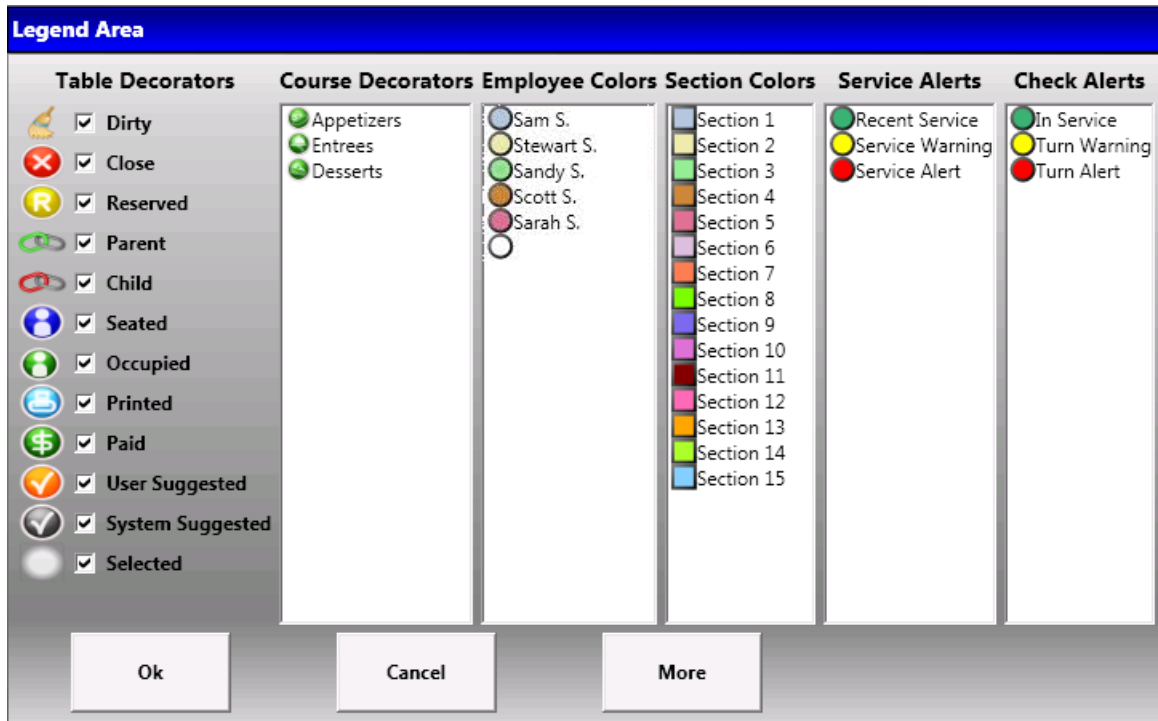 Legend Area
Table Decorators
Dirty
Close
R
Reserved
Parent
Child
Seated
Occupied
Printed
$
Paid
User Suggested
System Suggested
Selected
Course Decorators
Appetizers
Entrees
Desserts
Employee Colors
Sam S.
Stewart S.
Sandy S.
Scott S.
Sarah S.
Section Colors
Section 1
Section 2
Section 3
Section 4
Section 5
Section 6
Section 7
Section 8
Section 9
Section 10
Section 11
Section 12
Section 13
Section 14
Section 15
Service Alerts
Recent Service
Service Warning
Service Alert
Check Alerts
In Service
Turn Warning
Turn Alert
Ok
Cancel
More